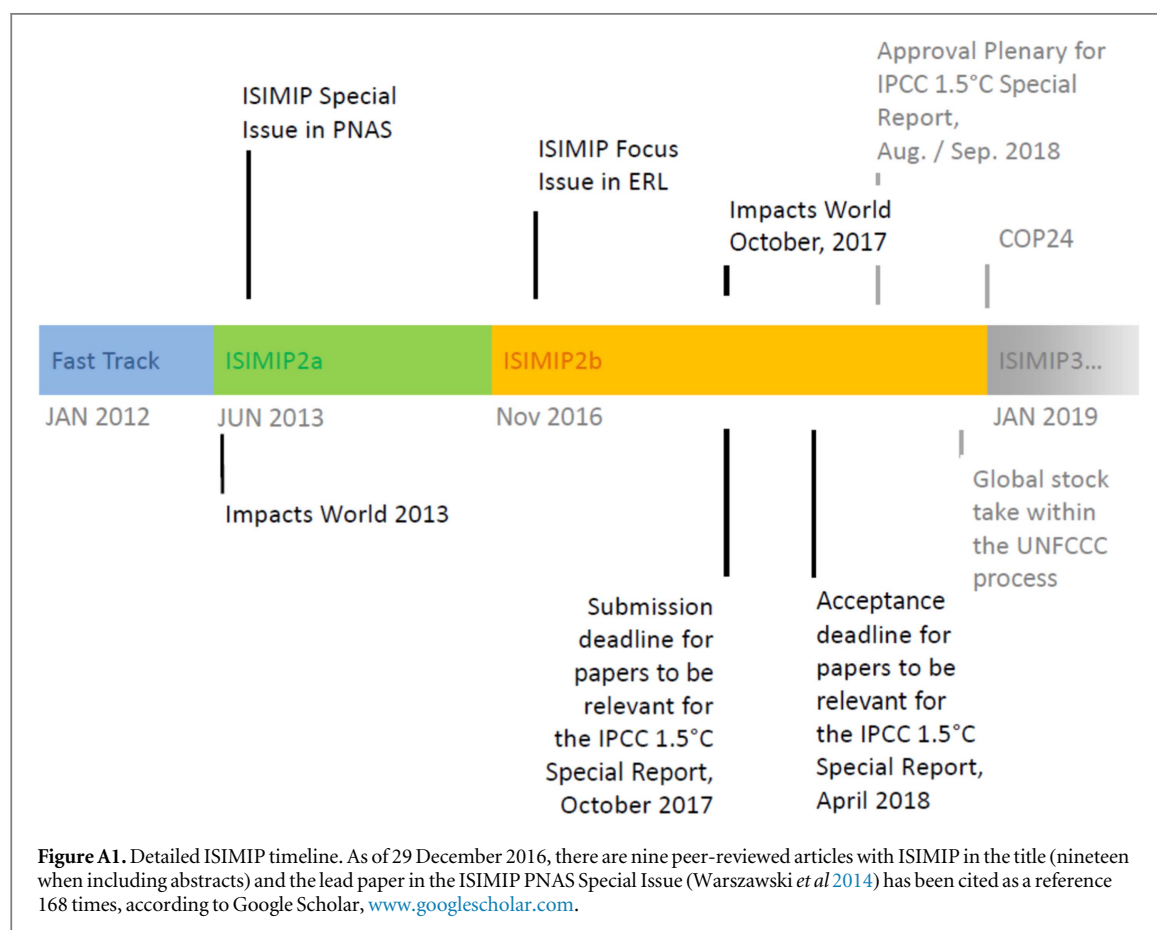 Approval Plenary for
IPCC 1.5°C Special
Report,
Aug. / Sep. 2018
ISIMIP Special
Issue in PNAS
ISIMIP Focus
Issue in ERL
Impacts World
October, 2017
COP24
Fast Track
ISIMIP2a
ISIMIP2b
ISIMIP3...
JAN 2012
JUN 2013
Nov 2016
JAN 2019
Impacts World 2013
Global stock
take within
the UNFCCC
process
Submission
deadline for
papers to be
relevant for
the IPCC 1.5°C
Special Report,
October 2017
Acceptance
deadline for
papers to be
relevant for
the IPCC 1.5°C
Special Report,
April 2018
Figure A1. Detailed ISIMIP timeline. As of 29 December 2016, there are nine peer-reviewed articles with ISIMIP in the title (nineteen
when including abstracts) and the lead paper in the ISIMIP PNAS Special Issue (Warszawski et al 2014) has been cited as a reference
168 times, according to Google Scholar, www.googlescholar.com.